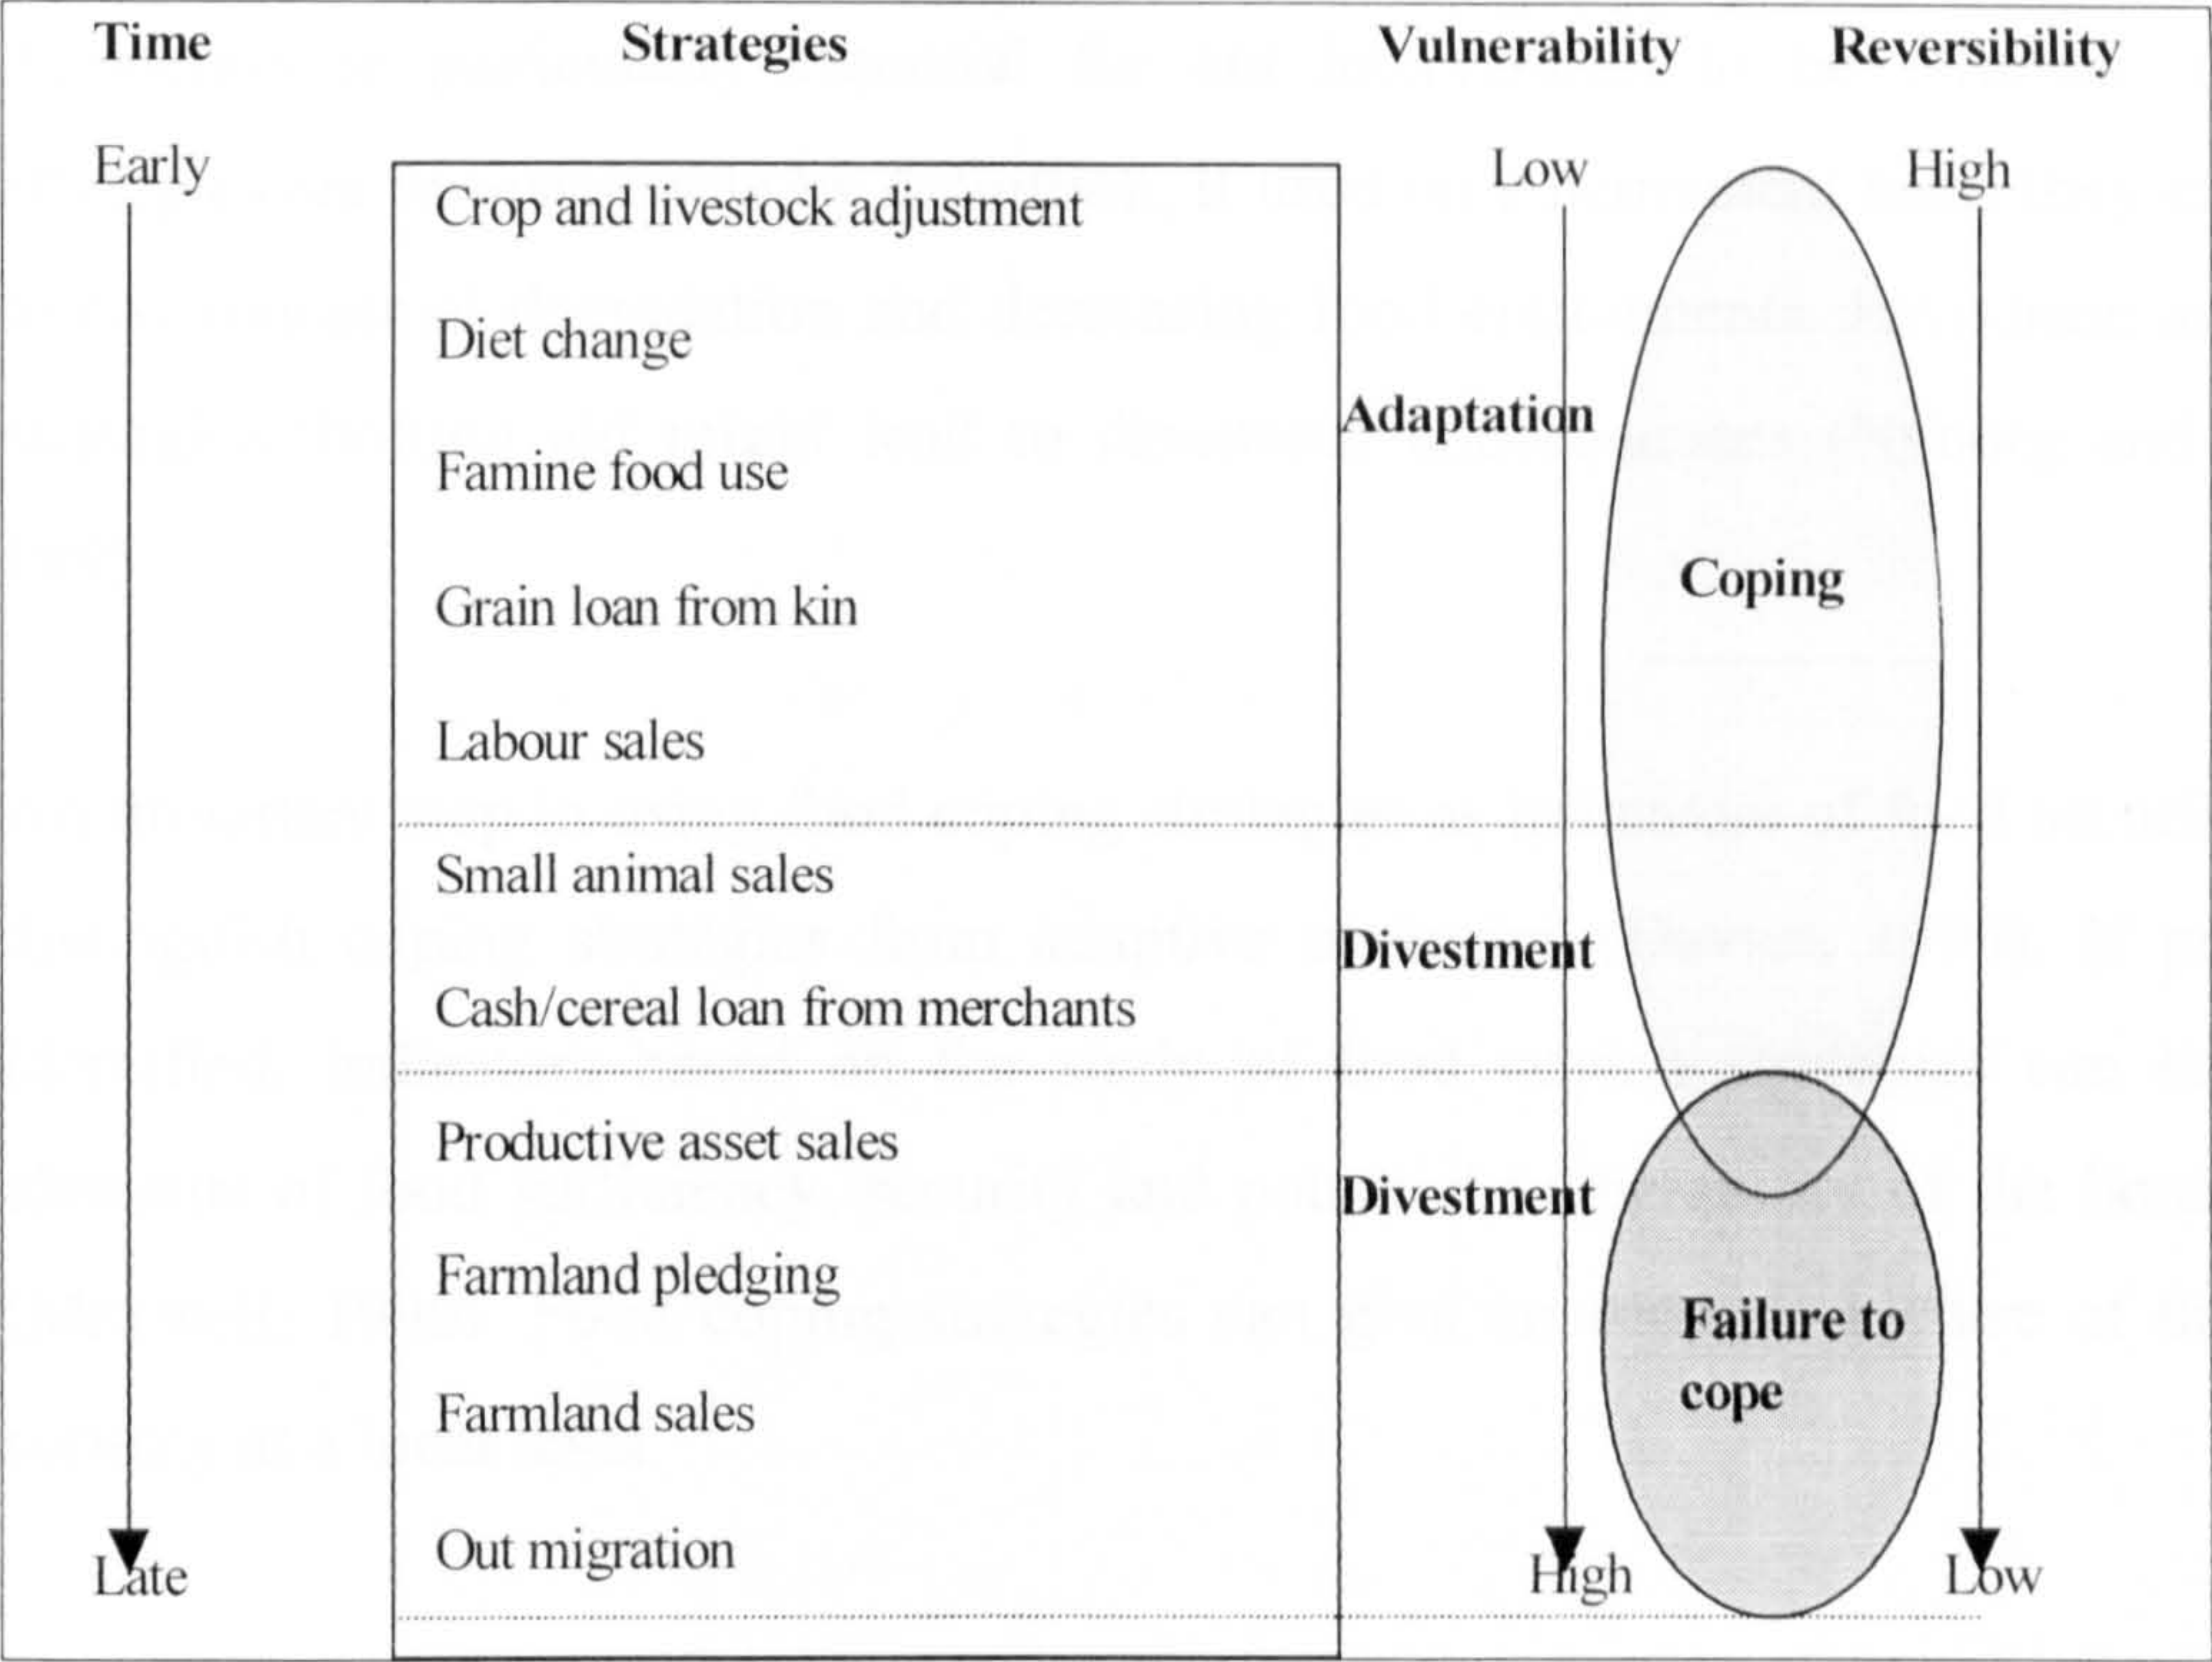 Time Strategies Vulnerability Reversibility
Early Low High
Crop and livestock adjustment
Diet change
Adaptation
Famine food use
Coping
Grain loan from kin
Labour sales
Small animal sales
Divestment
Cash/cereal loan from merchants
Productive asset sales
Divestment
Farmland pledging
Failure to
cope
Farmland sales
Out migration
Late High Low